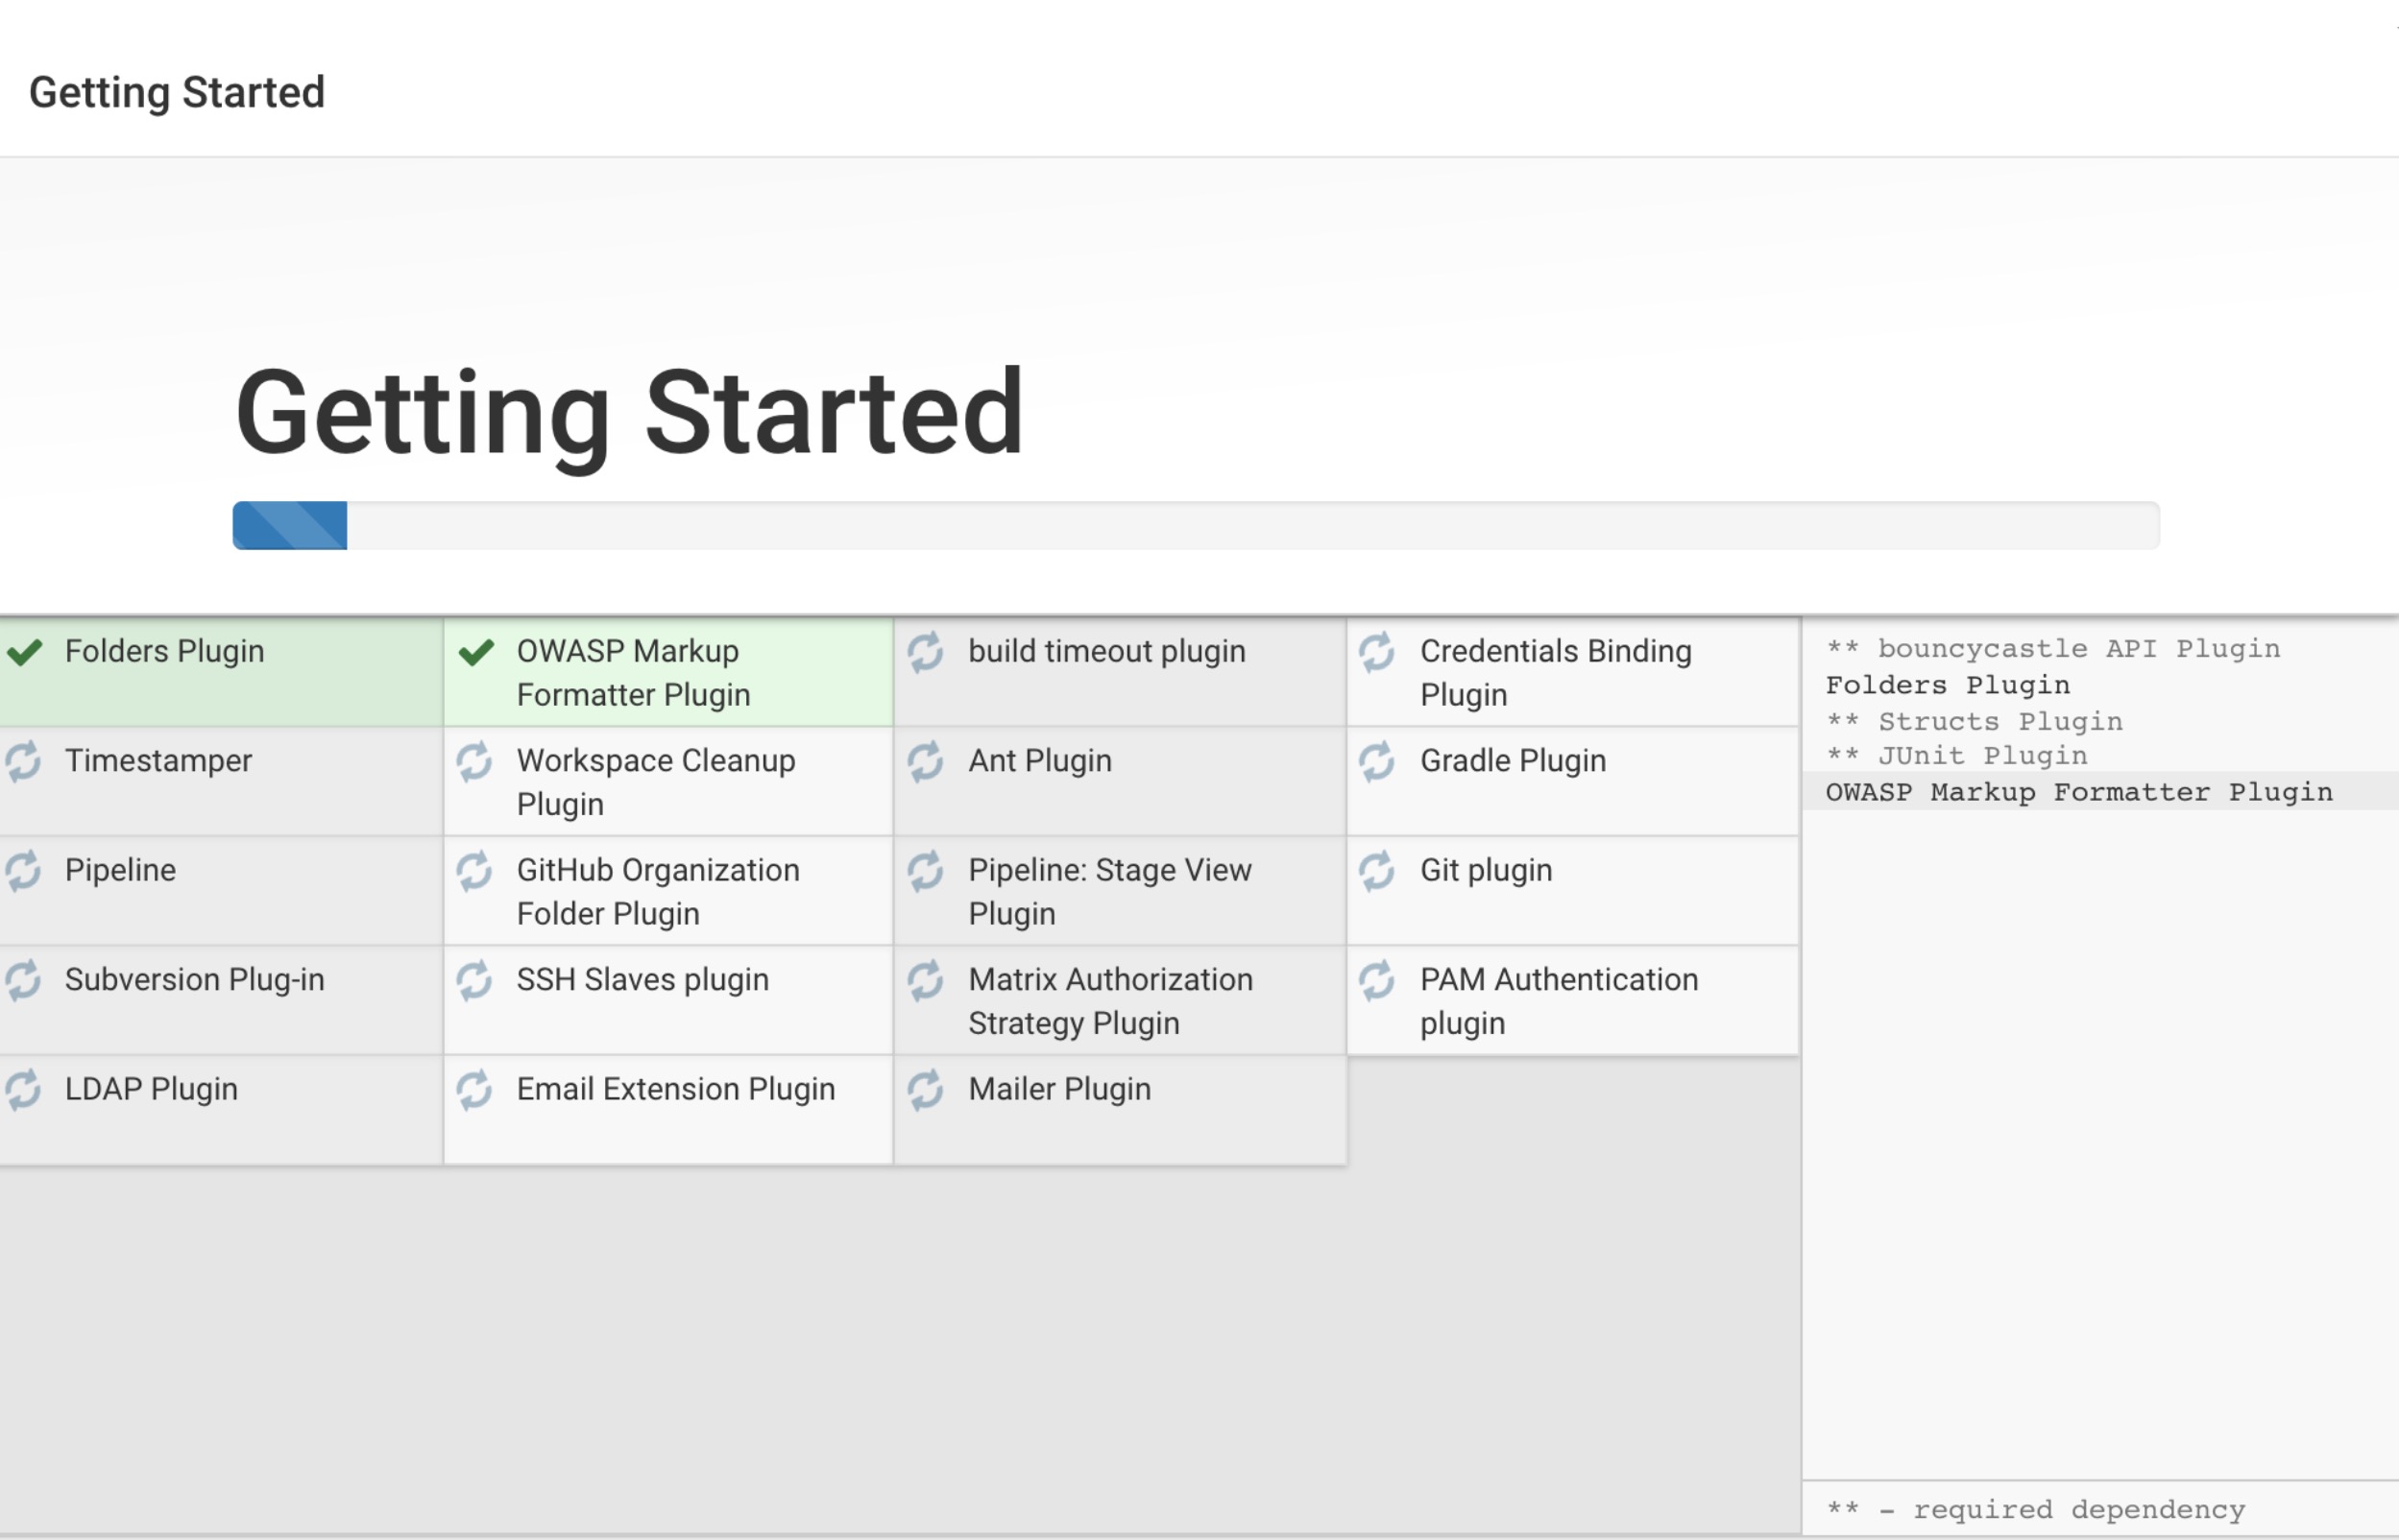 Getting Started
Getting Started
Folders Plugin
OWASP Markup
Formatter Plugin
build timeout plugin
Credentials Binding
Plugin
Timestamper
Workspace Cleanup
Plugin
Ant Plugin
Gradle Plugin
Pipeline
GitHub Organization
Folder Plugin
Pipeline: Stage View
Plugin
Git plugin
Subversion Plug-in
SSH Slaves plugin
Matrix Authorization
Strategy Plugin
PAM Authentication
plugin
LDAP Plugin
Email Extension Plugin
Mailer Plugin
** bouncycastle API Plugin
Folders Plugin
** Structs Plugin
** JUnit Plugin
OWASP Markup Formatter Plugin
** - required dependency